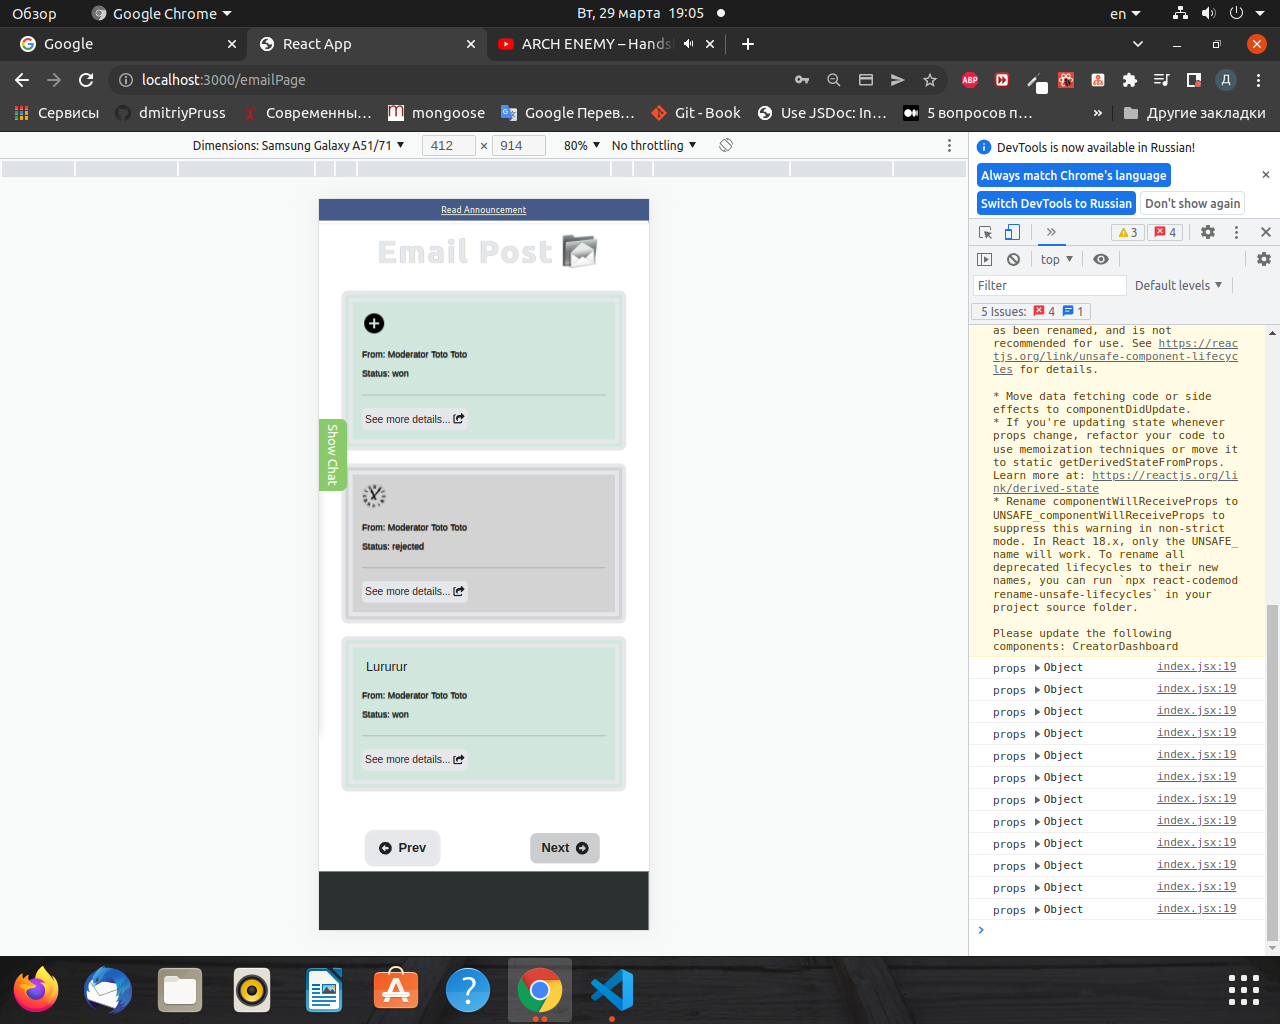 Обзор
Google Chrome
Вт, 29 марта 19:05
en
Google
React App
ARCH ENEMY – Hands
localhost:3000/emailPage
ABP
Д
Сервисы
dmitriyPruss
Современны…
mongoose
Google Перев…
Git - Book
Use JSDoc: In…
5 вопросов п…
»
Другие закладки
Dimensions: Samsung Galaxy A51/71
412 × 914
80%
No throttling
DevTools is now available in Russian!
Always match Chrome's language
Switch DevTools to Russian
Don't show again
3
4
top
Filter
Default levels
5 Issues: 4 1
as been renamed, and is not
recommended for use. See https://reac
tjs.org/link/unsafe-component-lifecyc
les for details.
* Move data fetching code or side
effects to componentDidUpdate.
* If you're updating state whenever
props change, refactor your code to
use memoization techniques or move it
to static getDerivedStateFromProps.
Learn more at: https://reactjs.org/li
nk/derived-state
* Rename componentWillReceiveProps to
UNSAFE_componentWillReceiveProps to
suppress this warning in non-strict
mode. In React 18.x, only the UNSAFE_
name will work. To rename all
deprecated lifecycles to their new
names, you can run `npx react-codemod
rename-unsafe-lifecycles` in your
project source folder.
Please update the following
components: CreatorDashboard
props Object index.jsx:19
props Object index.jsx:19
props Object index.jsx:19
props Object index.jsx:19
props Object index.jsx:19
props Object index.jsx:19
props Object index.jsx:19
props Object index.jsx:19
props Object index.jsx:19
props Object index.jsx:19
props Object index.jsx:19
props Object index.jsx:19
Read Announcement
Email Post
From: Moderator Toto Toto
Status: won
See more details...
Show Chat
From: Moderator Toto Toto
Status: rejected
See more details...
Lururur
From: Moderator Toto Toto
Status: won
See more details...
Prev
Next